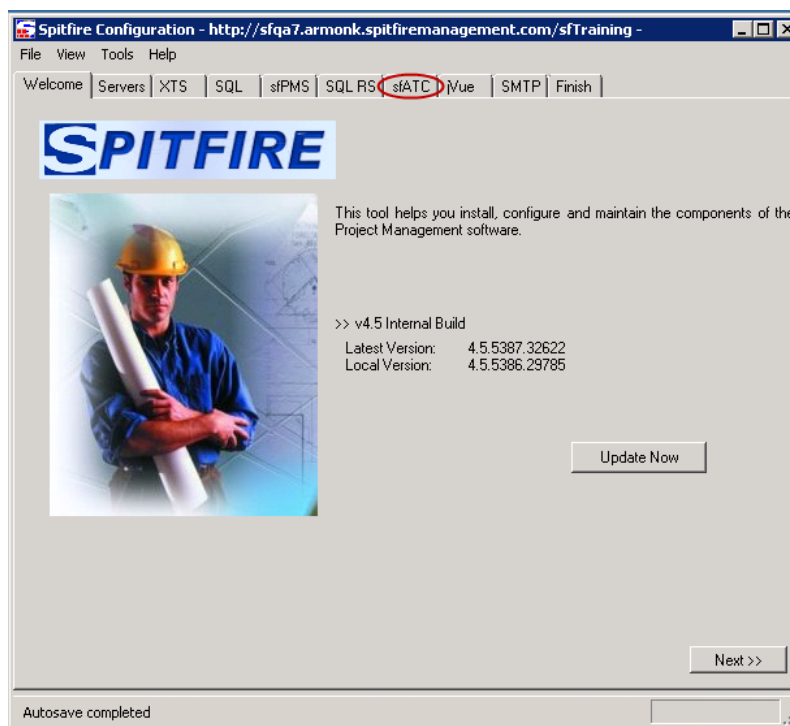 Spitfire Configuration - http://sfqa7.armonk.spitfiremanagement.com/sfTraining -
File View Tools Help
Welcome Servers XTS SQL sfPMS SQL RS sfATC jVue SMTP Finish
SPITFIRE
This tool helps you install, configure and maintain the components of the
Project Management software.
>> v4.5 Internal Build
Latest Version: 4.5.5387.32622
Local Version: 4.5.5386.29785
Update Now
Next >>
Autosave completed